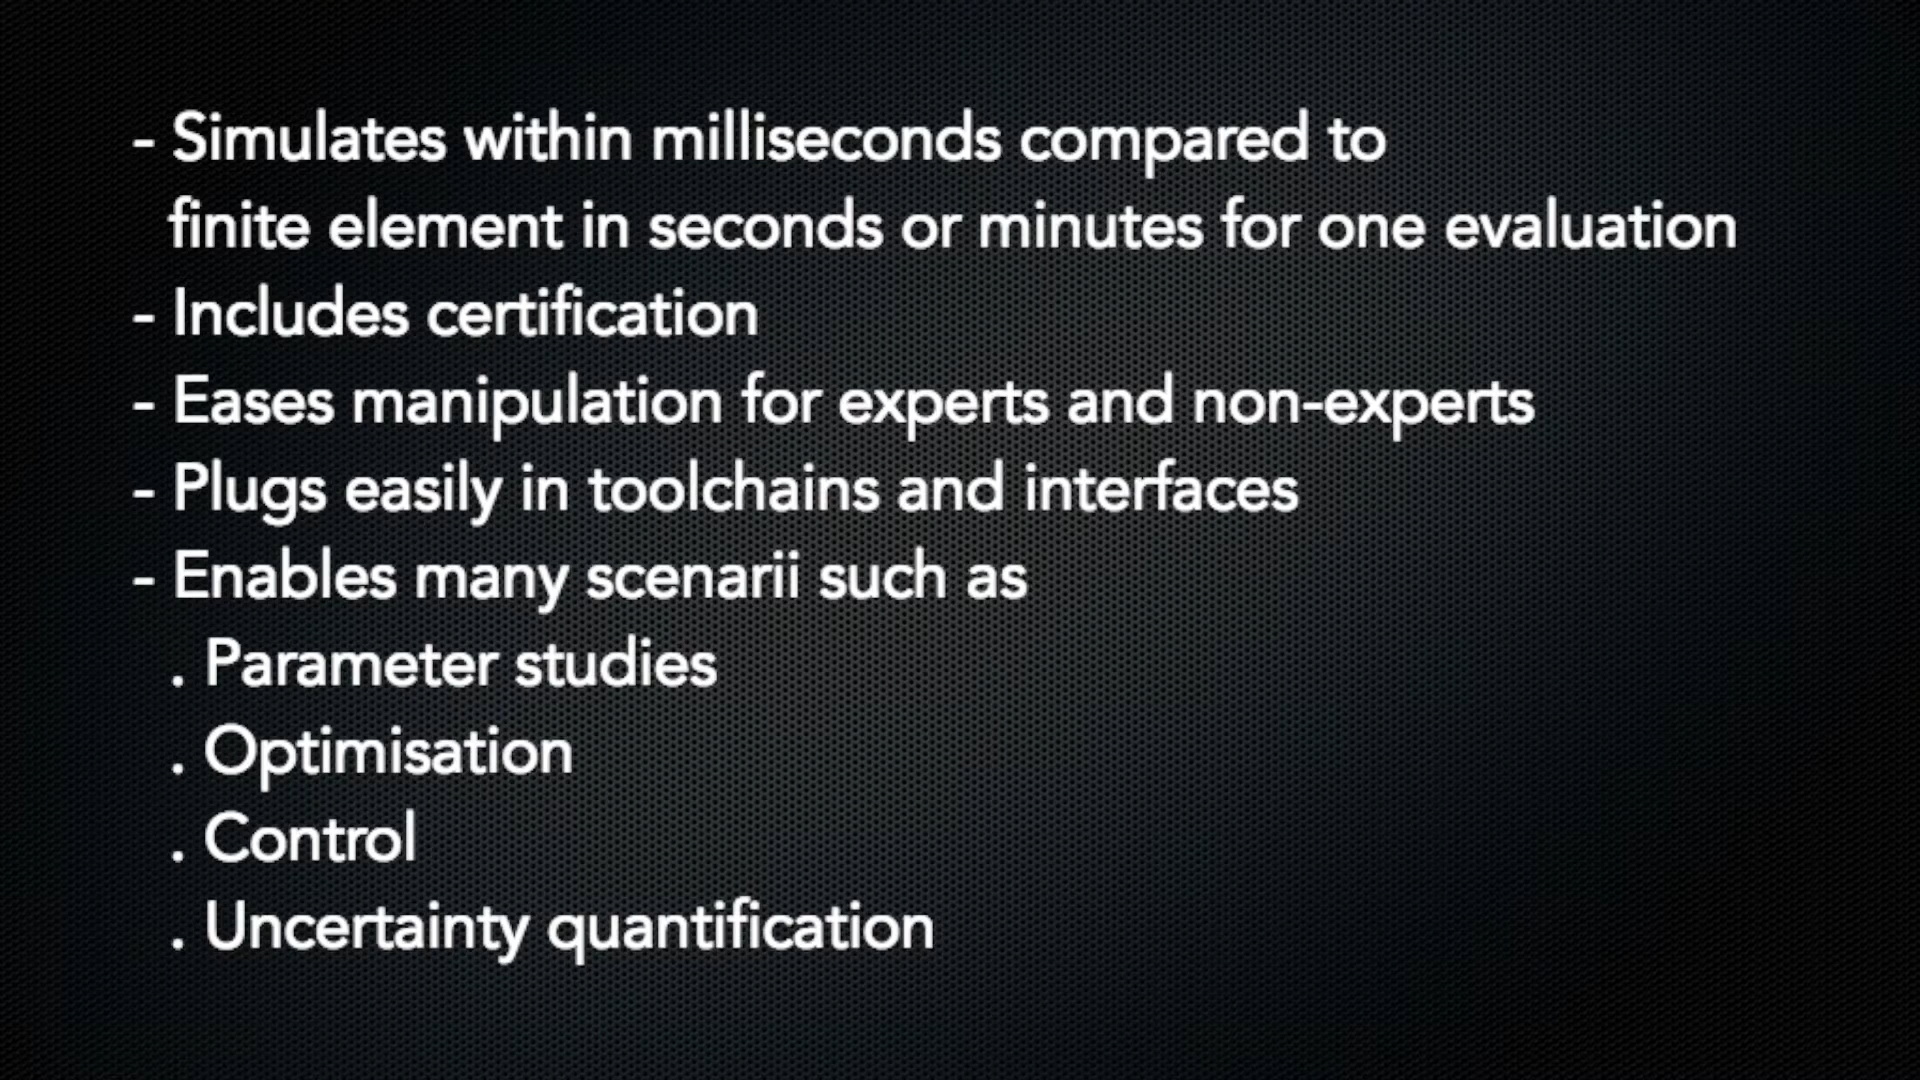 - Simulates within milliseconds compared to
finite element in seconds or minutes for one evaluation
- Includes certification
- Eases manipulation for experts and non-experts
- Plugs easily in toolchains and interfaces
- Enables many scenarii such as
. Parameter studies
. Optimisation
. Control
. Uncertainty quantification